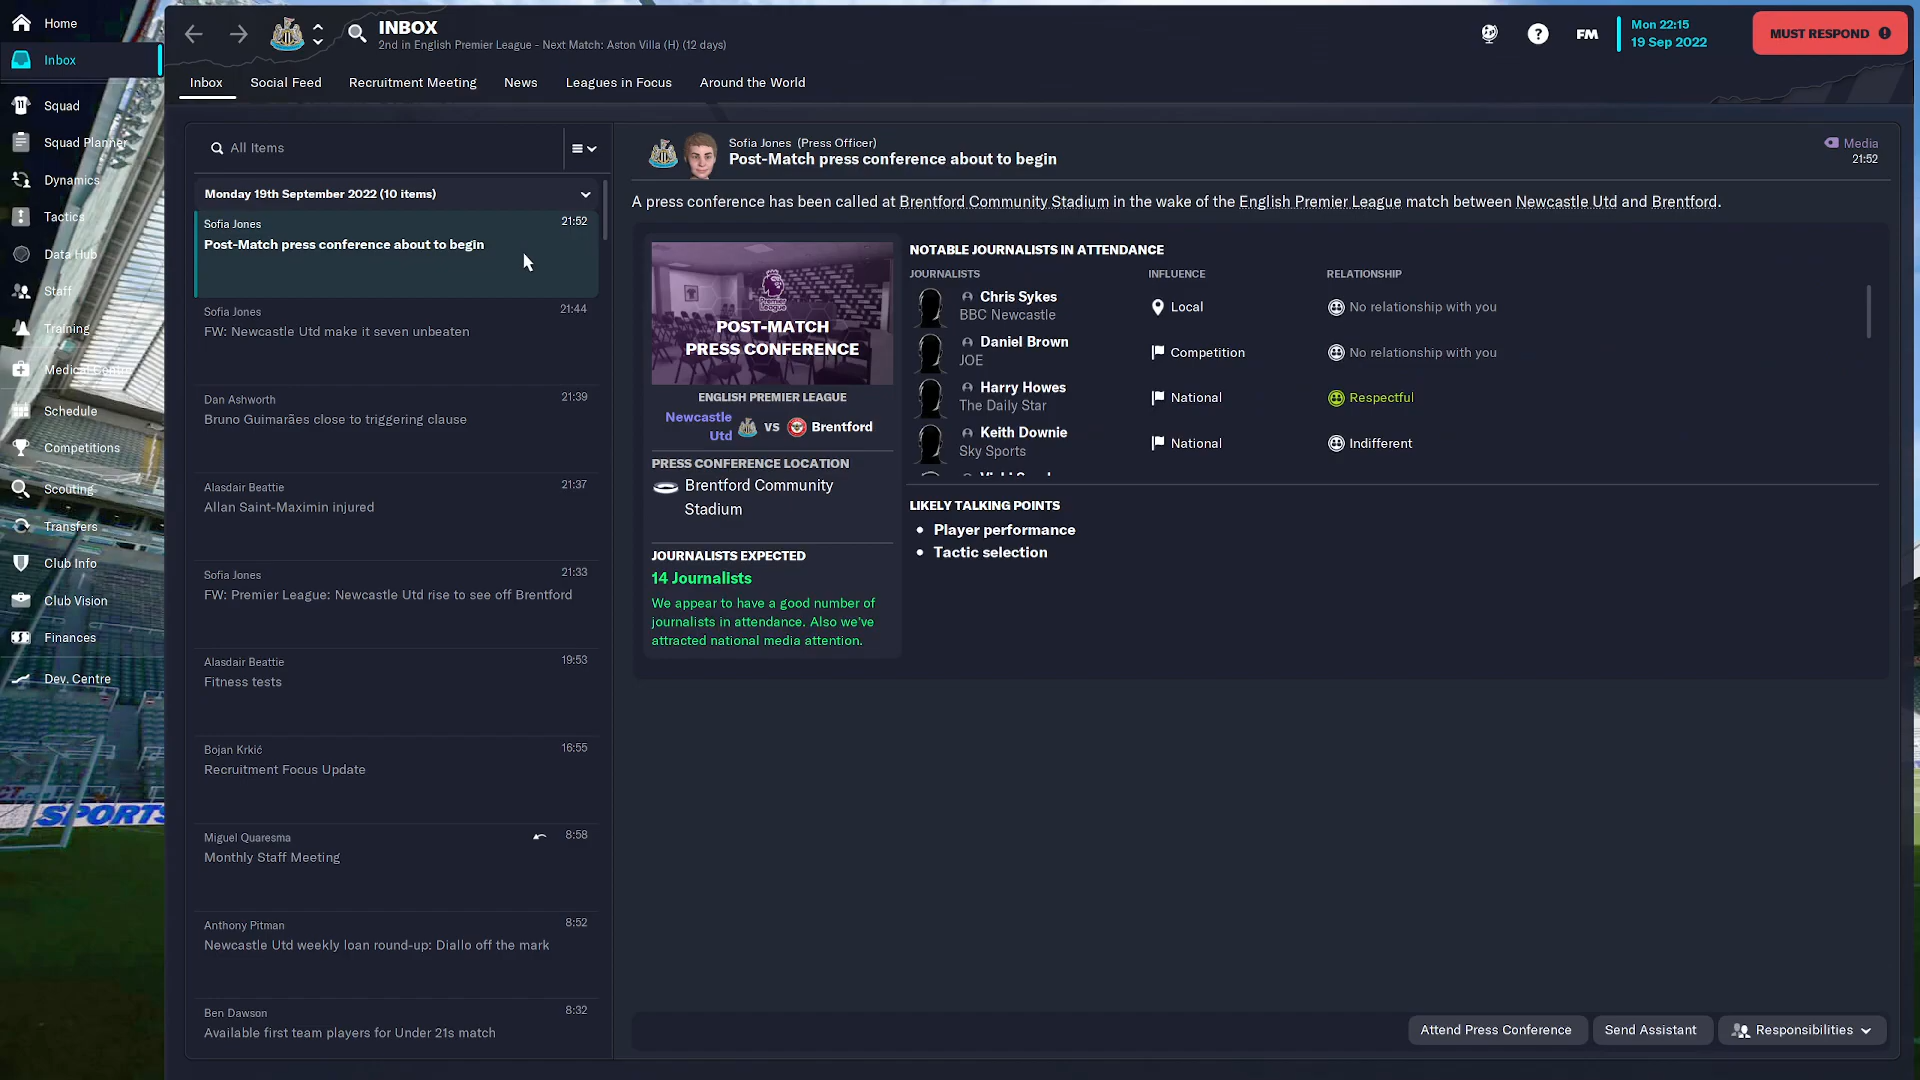 Home
Inbox
Squad
Squad Planner
Dynamics
Tactics
Data Hub
Staff
Training
Medical Centre
Schedule
Competitions
Scouting
Transfers
Club Info
Club Vision
Finances
Dev. Centre
SPORTS
INBOX
2nd in English Premier League - Next Match: Aston Villa (H) (12 days)
FM
Mon 22:15
19 Sep 2022
MUST RESPOND
Inbox Social Feed Recruitment Meeting News Leagues in Focus Around the World
All Items
Monday 19th September 2022 (10 items)
Sofia Jones 21:52
Post-Match press conference about to begin
Sofia Jones 21:44
FW: Newcastle Utd make it seven unbeaten
Dan Ashworth 21:39
Bruno Guimarães close to triggering clause
Alasdair Beattie 21:37
Allan Saint-Maximin injured
Sofia Jones 21:33
FW: Premier League: Newcastle Utd rise to see off Brentford
Alasdair Beattie 19:53
Fitness tests
Bojan Krkić 16:55
Recruitment Focus Update
Miguel Quaresma 8:58
Monthly Staff Meeting
Anthony Pitman 8:52
Newcastle Utd weekly loan round-up: Diallo off the mark
Ben Dawson 8:32
Available first team players for Under 21s match
Sofia Jones (Press Officer)
Post-Match press conference about to begin
Media
21:52
A press conference has been called at Brentford Community Stadium in the wake of the English Premier League match between Newcastle Utd and Brentford.
Premier
League
POST-MATCH
PRESS CONFERENCE
ENGLISH PREMIER LEAGUE
Newcastle
Utd vs Brentford
PRESS CONFERENCE LOCATION
Brentford Community
Stadium
JOURNALISTS EXPECTED
14 Journalists
We appear to have a good number of
journalists in attendance. Also we've
attracted national media attention.
NOTABLE JOURNALISTS IN ATTENDANCE
JOURNALISTS INFLUENCE RELATIONSHIP
Chris Sykes
BBC Newcastle
Local
No relationship with you
Daniel Brown
JOE
Competition
No relationship with you
Harry Howes
The Daily Star
National
Respectful
Keith Downie
Sky Sports
National
Indifferent
LIKELY TALKING POINTS
• Player performance
• Tactic selection
Attend Press Conference
Send Assistant
Responsibilities